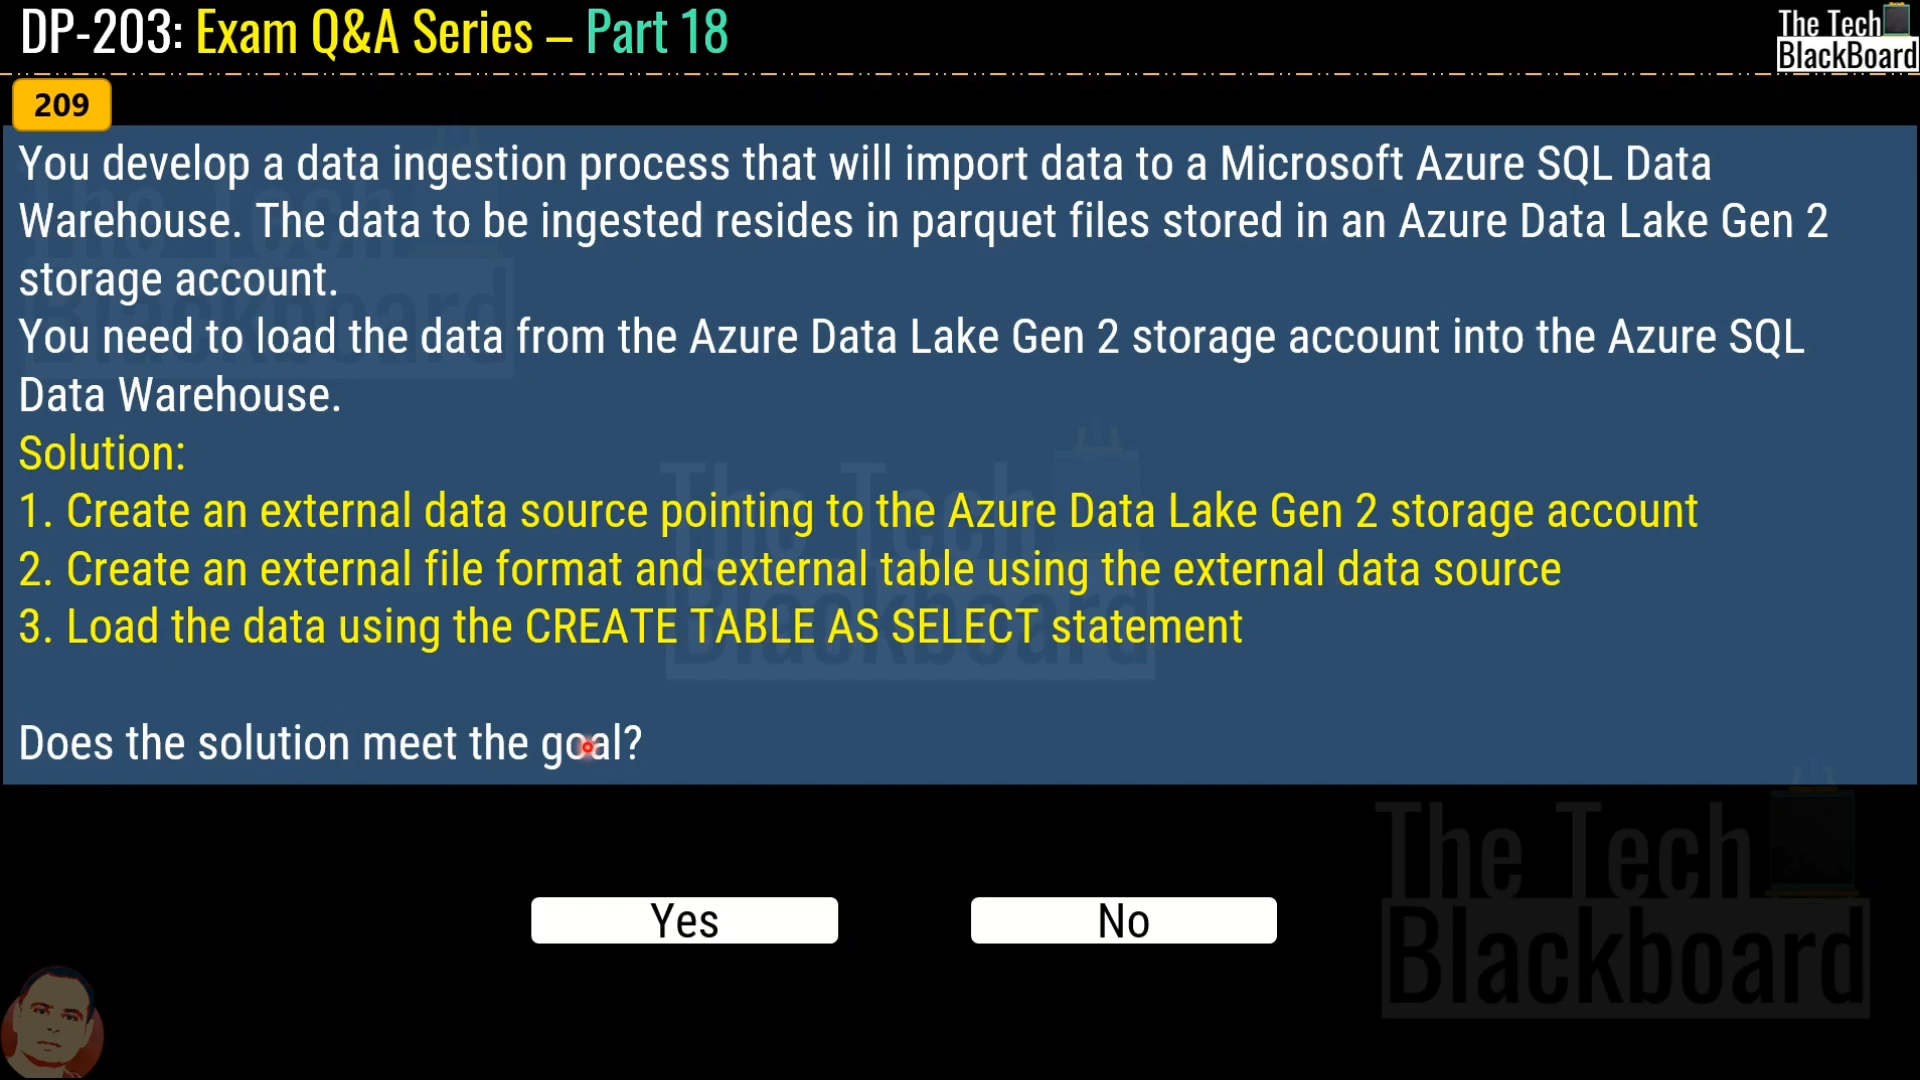 DP-203: Exam Q&A Series – Part 18
The Tech
BlackBoard
209
You develop a data ingestion process that will import data to a Microsoft Azure SQL Data
Warehouse. The data to be ingested resides in parquet files stored in an Azure Data Lake Gen 2
storage account.
You need to load the data from the Azure Data Lake Gen 2 storage account into the Azure SQL
Data Warehouse.
Solution:
1. Create an external data source pointing to the Azure Data Lake Gen 2 storage account
2. Create an external file format and external table using the external data source
3. Load the data using the CREATE TABLE AS SELECT statement
Does the solution meet the goal?
Yes
No
The Tech
Blackboard
The Tech
Blackboard
The Tech
Blackboard